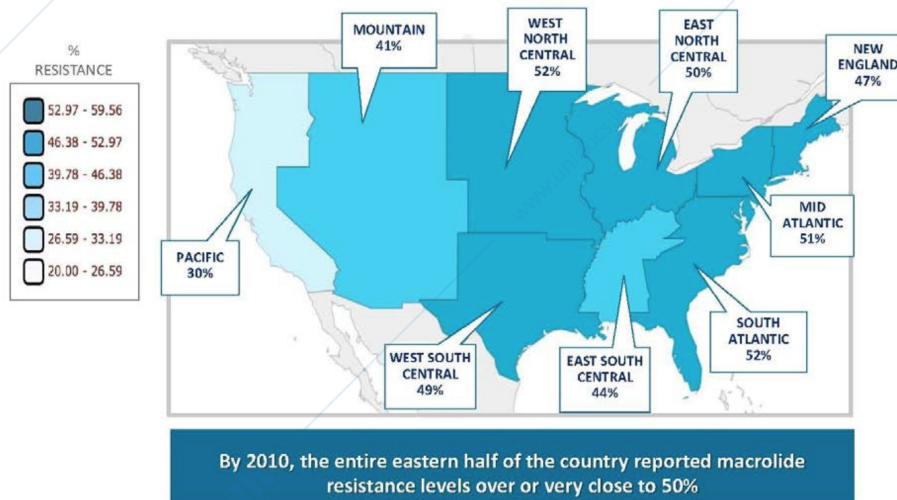 %
RESISTANCE
52.97 - 59.56
46.38 - 52.97
39.78 - 46.38
33.19 - 39.78
26.59 - 33.19
20.00 - 26.59
MOUNTAIN
41%
WEST
NORTH
CENTRAL
52%
EAST
NORTH
CENTRAL
50%
NEW
ENGLAND
47%
PACIFIC
30%
MID
ATLANTIC
51%
WEST SOUTH
CENTRAL
49%
EAST SOUTH
CENTRAL
44%
SOUTH
ATLANTIC
52%
By 2010, the entire eastern half of the country reported macrolide
resistance levels over or very close to 50%